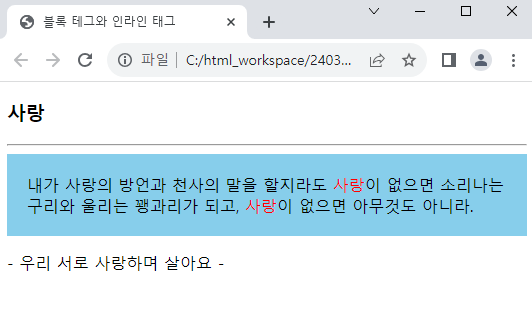 블록 테그와 인라인 태그
파일 C:/html_workspace/2403...
사랑
내가 사랑의 방언과 천사의 말을 할지라도 사랑이 없으면 소리나는
구리와 울리는 꽹과리가 되고, 사랑이 없으면 아무것도 아니라.
- 우리 서로 사랑하며 살아요 -